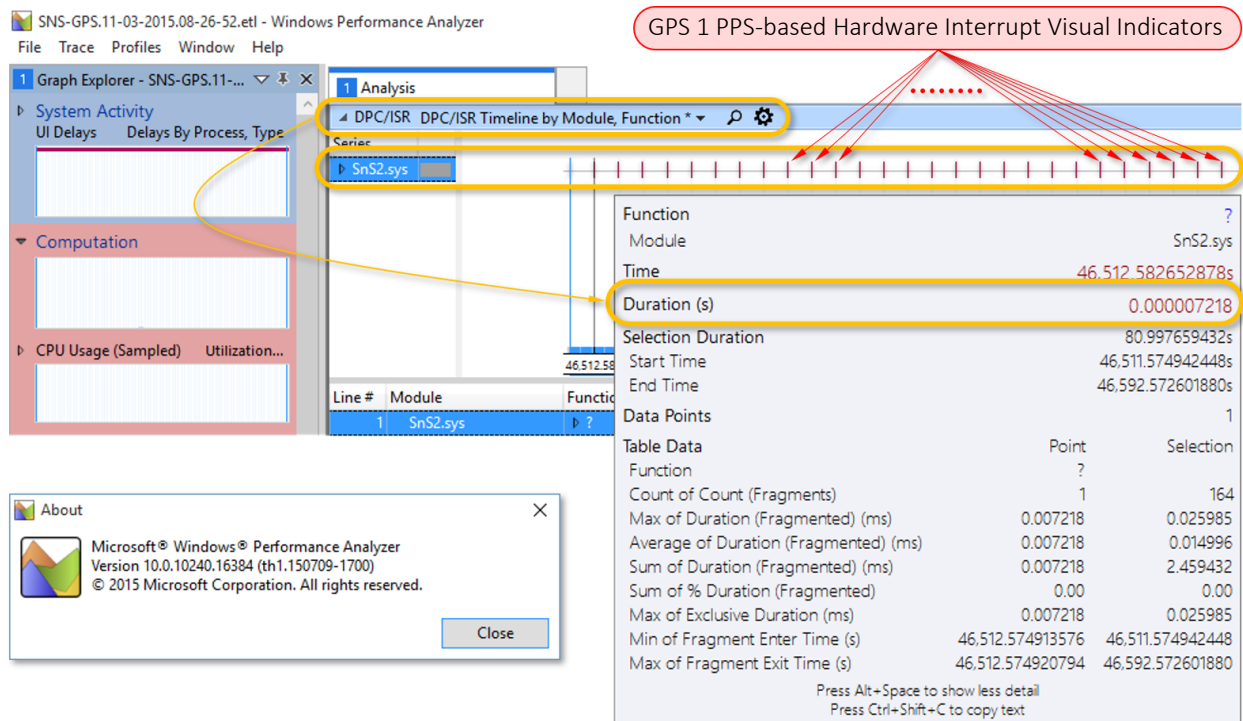 SNS-GPS.11-03-2015.08-26-52.etl - Windows Performance Analyzer
File Trace Profiles Window Help
GPS 1 PPS-based Hardware Interrupt Visual Indicators
1 Graph Explorer - SNS-GPS.11-...
System Activity
UI Delays Delays By Process, Type
Computation
CPU Usage (Sampled) Utilization...
1 Analysis
DPC/ISR DPC/ISR Timeline by Module, Function *
Series
SnS2.sys
46,512.58
Line # Module Functio
1 SnS2.sys ?
Function ?
Module SnS2.sys
Time 46,512.582652878s
Duration (s) 0.000007218
Selection Duration 80.997659432s
Start Time 46,511.574942448s
End Time 46,592.572601880s
Data Points 1
Table Data Point Selection
Function ?
Count of Count (Fragments) 1 164
Max of Duration (Fragmented) (ms) 0.007218 0.025985
Average of Duration (Fragmented) (ms) 0.007218 0.014996
Sum of Duration (Fragmented) (ms) 0.007218 2.459432
Sum of % Duration (Fragmented) 0.00 0.00
Max of Exclusive Duration (ms) 0.007218 0.025985
Min of Fragment Enter Time (s) 46,512.574913576 46,511.574942448
Max of Fragment Exit Time (s) 46,512.574920794 46,592.572601880
Press Alt+Space to show less detail
Press Ctrl+Shift+C to copy text
About
Microsoft® Windows® Performance Analyzer
Version 10.0.10240.16384 (th1.150709-1700)
© 2015 Microsoft Corporation. All rights reserved.
Close